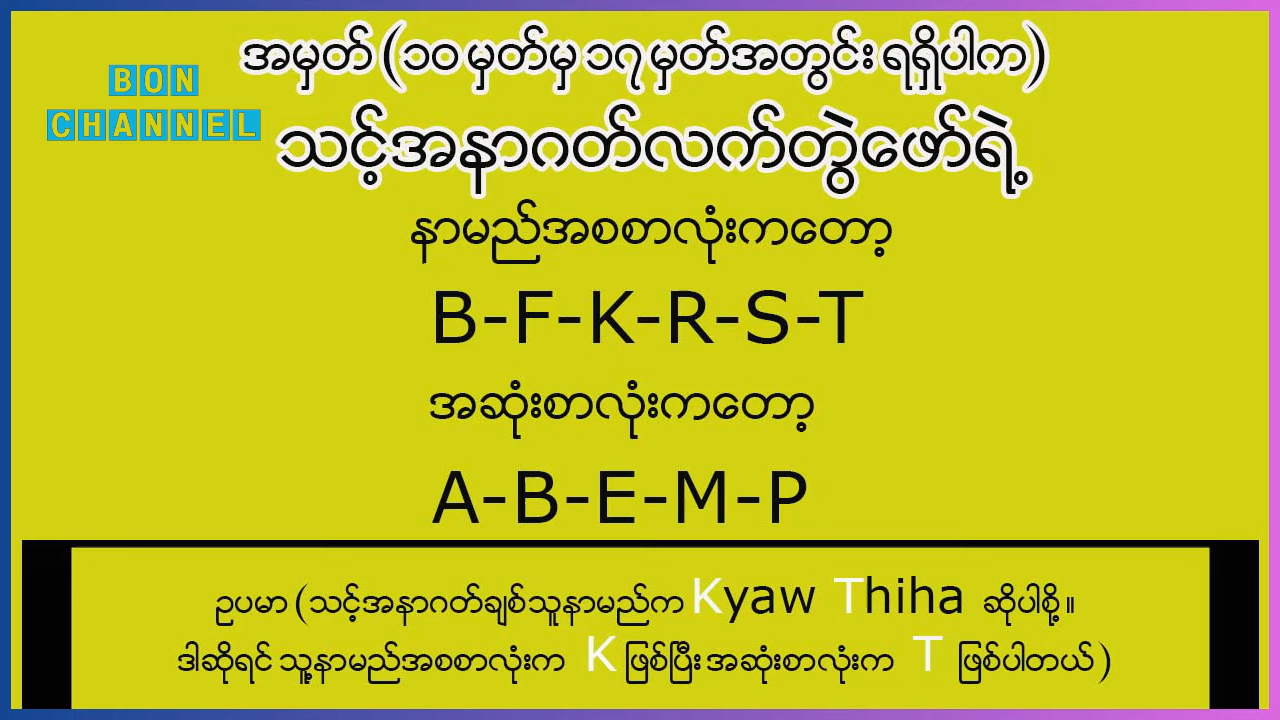 BON
CHANNEL
အမှတ် (၁၀ မှတ်မှ ၁၇ မှတ်အတွင်း ရရှိပါက)
သင့်အနာဂတ်လက်တွဲဖော်ရဲ့
နာမည်အစစာလုံးကတော့
B-F-K-R-S-T
အဆုံးစာလုံးကတော့
A-B-E-M-P
ဥပမာ (သင့်အနာဂတ်ချစ်သူနာမည်က Kyaw Thiha ဆိုပါစို့။
ဒါဆိုရင် သူ့နာမည်အစစာလုံးက K ဖြစ်ပြီး အဆုံးစာလုံးက T ဖြစ်ပါတယ်)